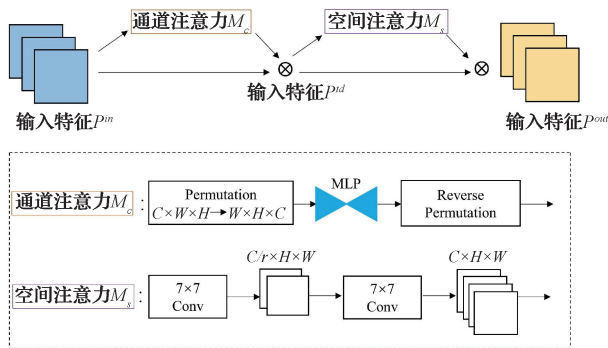 通道注意力Mc
空间注意力Ms
输入特征Pin
输入特征Ptd
输入特征Pout
通道注意力Mc:
Permutation
C×W×H→W×H×C
MLP
Reverse
Permutation
空间注意力Ms:
7×7
Conv
C/r×H×W
7×7
Conv
C×H×W